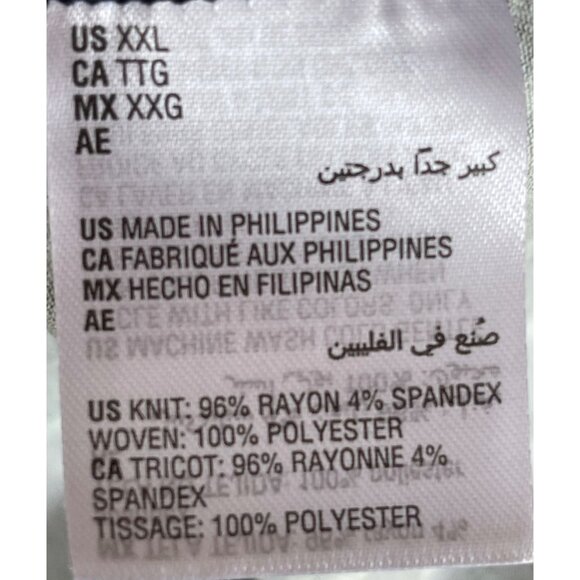 US XXL
CA TTG
MX XXG
AE
كبير جداً بدرجتين
US MADE IN PHILIPPINES
CA FABRIQUÉ AUX PHILIPPINES
MX HECHO EN FILIPINAS
AE
صُنع في الفلبين
US KNIT: 96% RAYON 4% SPANDEX
WOVEN: 100% POLYESTER
CA TRICOT: 96% RAYONNE 4%
SPANDEX
TISSAGE: 100% POLYESTER